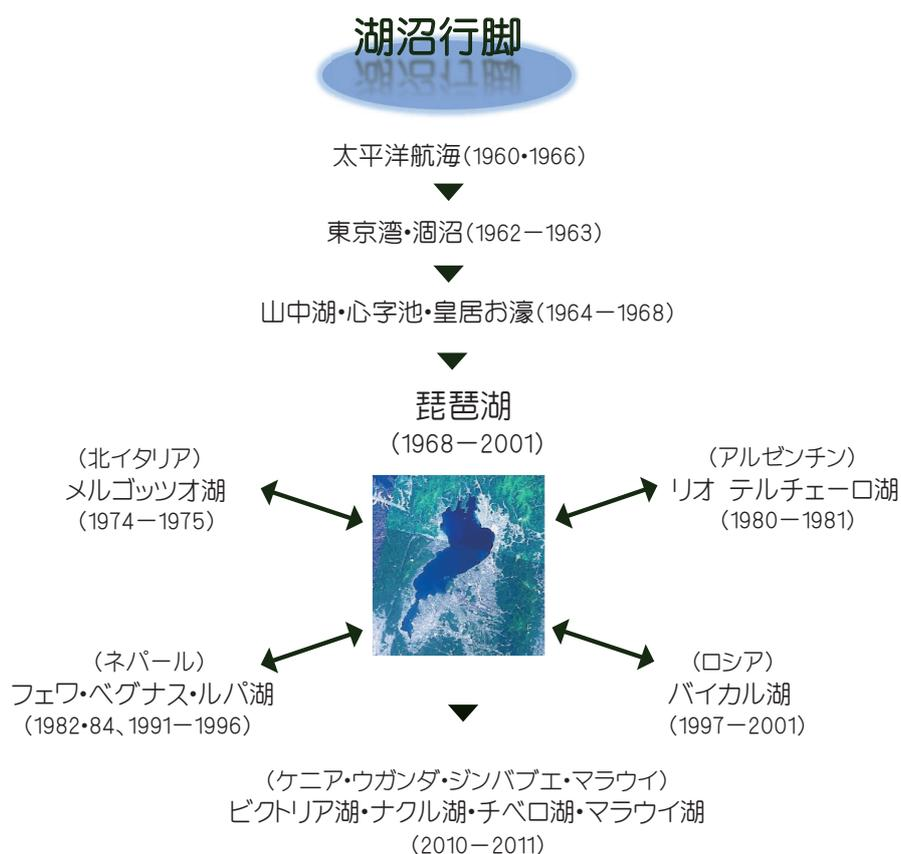 湖沼行脚
太平洋航海(1960・1966)
東京湾・涸沼(1962－1963)
山中湖・心字池・皇居お濠(1964－1968)
琵琶湖
(1968－2001)
(北イタリア)
メルゴッツオ湖
(1974－1975)
(アルゼンチン)
リオ テルチェーロ湖
(1980－1981)
(ネパール)
フェワ・ベグナス・ルパ湖
(1982・84、1991－1996)
(ロシア)
バイカル湖
(1997－2001)
(ケニア・ウガンダ・ジンバブエ・マラウイ)
ビクトリア湖・ナクル湖・チベロ湖・マラウイ湖
(2010－2011)